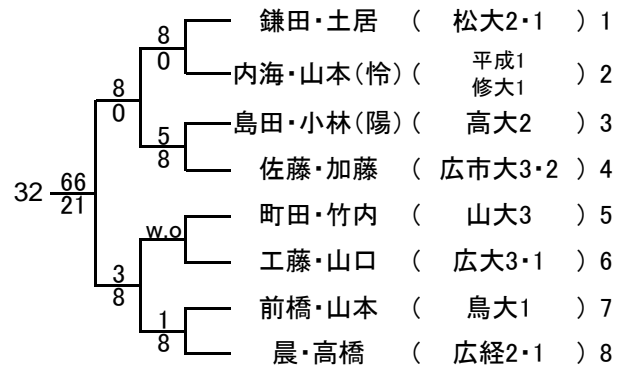 8
0
鎌田・土居 ( 松大2・1 ) 1
内海・山本(怜) ( 平成1
修大1 ) 2
8
0
島田・小林(陽) ( 高大2 ) 3
5
8
佐藤・加藤 ( 広市大3・2 ) 4
32
66
21
町田・竹内 ( 山大3 ) 5
w.o
工藤・山口 ( 広大3・1 ) 6
3
8
前橋・山本 ( 鳥大1 ) 7
1
8
晨・高橋 ( 広経2・1 ) 8